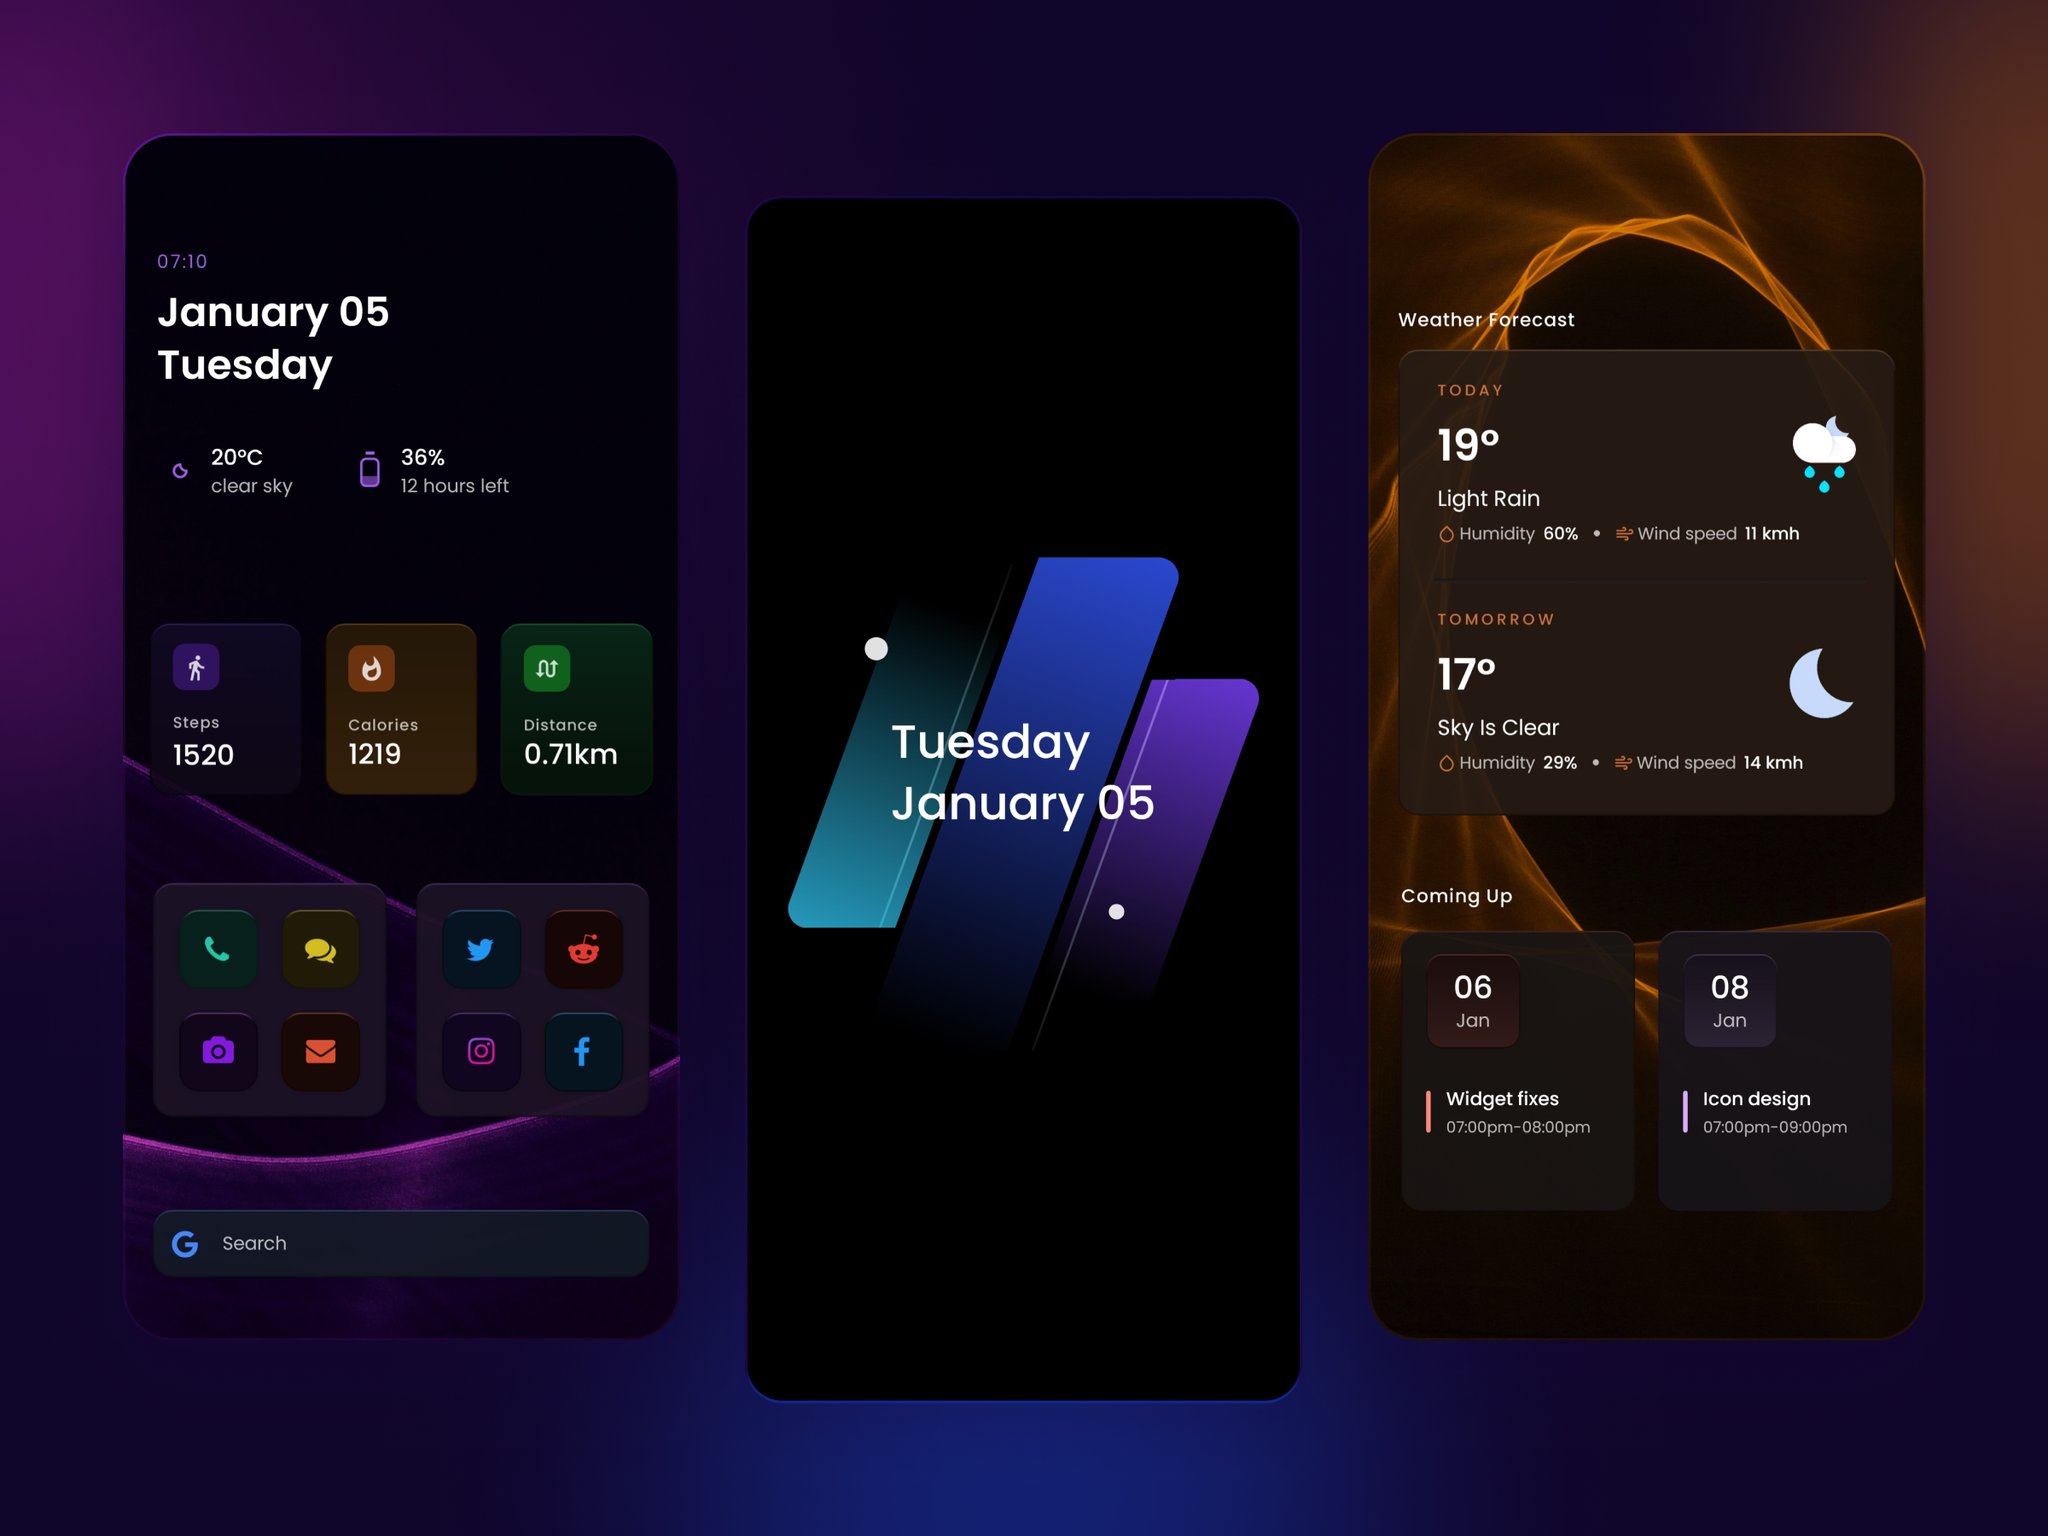 07:10
January 05
Tuesday
20°C
clear sky
36%
12 hours left
Steps
1520
Calories
1219
Distance
0.71km
Search
Tuesday
January 05
Weather Forecast
TODAY
19°
Light Rain
Humidity 60% • Wind speed 11 kmh
TOMORROW
17°
Sky Is Clear
Humidity 29% • Wind speed 14 kmh
Coming Up
06
Jan
Widget fixes
07:00pm-08:00pm
08
Jan
Icon design
07:00pm-09:00pm